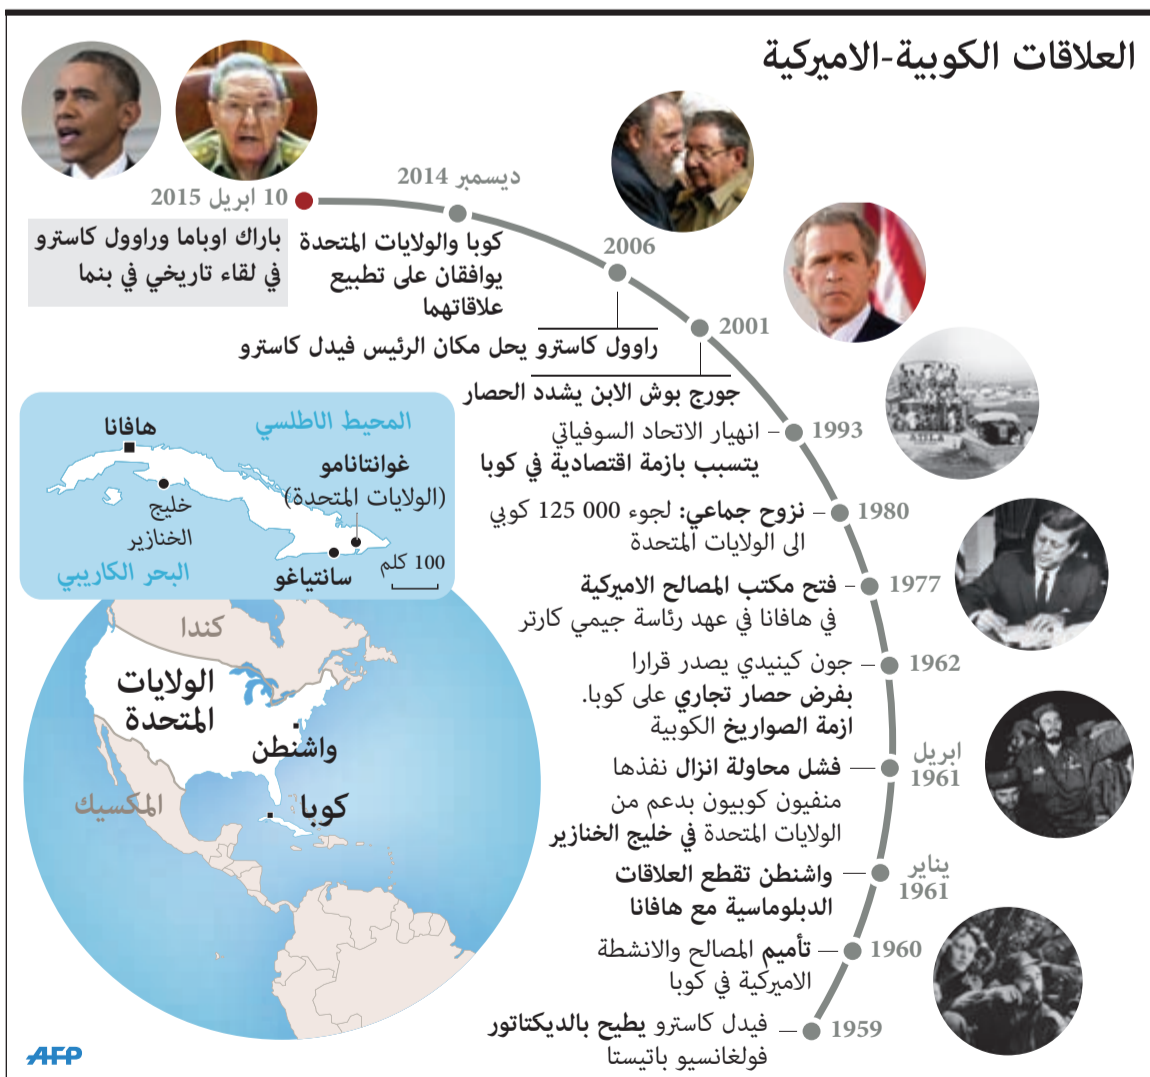 العلاقات الكوبية-الاميركية
10 ابريل 2015
باراك اوباما وراوول كاسترو
في لقاء تاريخي في بنما
ديسمبر 2014
كوبا والولايات المتحدة
يوافقان على تطبيع
علاقاتهما
2006
راوول كاسترو يحل مكان الرئيس فيدل كاسترو
2001
جورج بوش الابن يشدد الحصار
1993
انهيار الاتحاد السوفياتي
يتسبب بازمة اقتصادية في كوبا
1980
نزوح جماعي: لجوء 000 125 كوبي
الى الولايات المتحدة
1977
فتح مكتب المصالح الاميركية
في هافانا في عهد رئاسة جيمي كارتر
1962
جون كينيدي يصدر قرارا
بفرض حصار تجاري على كوبا.
ازمة الصواريخ الكوبية
ابريل
1961
فشل محاولة انزال نفذها
منفيون كوبيون بدعم من
الولايات المتحدة في خليج الخنازير
يناير
1961
واشنطن تقطع العلاقات
الدبلوماسية مع هافانا
1960
تأميم المصالح والانشطة
الاميركية في كوبا
1959
فيدل كاسترو يطيح بالديكتاتور
فولغانسيو باتيستا
المحيط الاطلسي
هافانا
غوانتانامو
(الولايات المتحدة)
خليج
الخنازير
البحر الكاريبي
سانتياغو
100 كلم
كندا
الولايات
المتحدة
واشنطن
المكسيك
كوبا
AFP